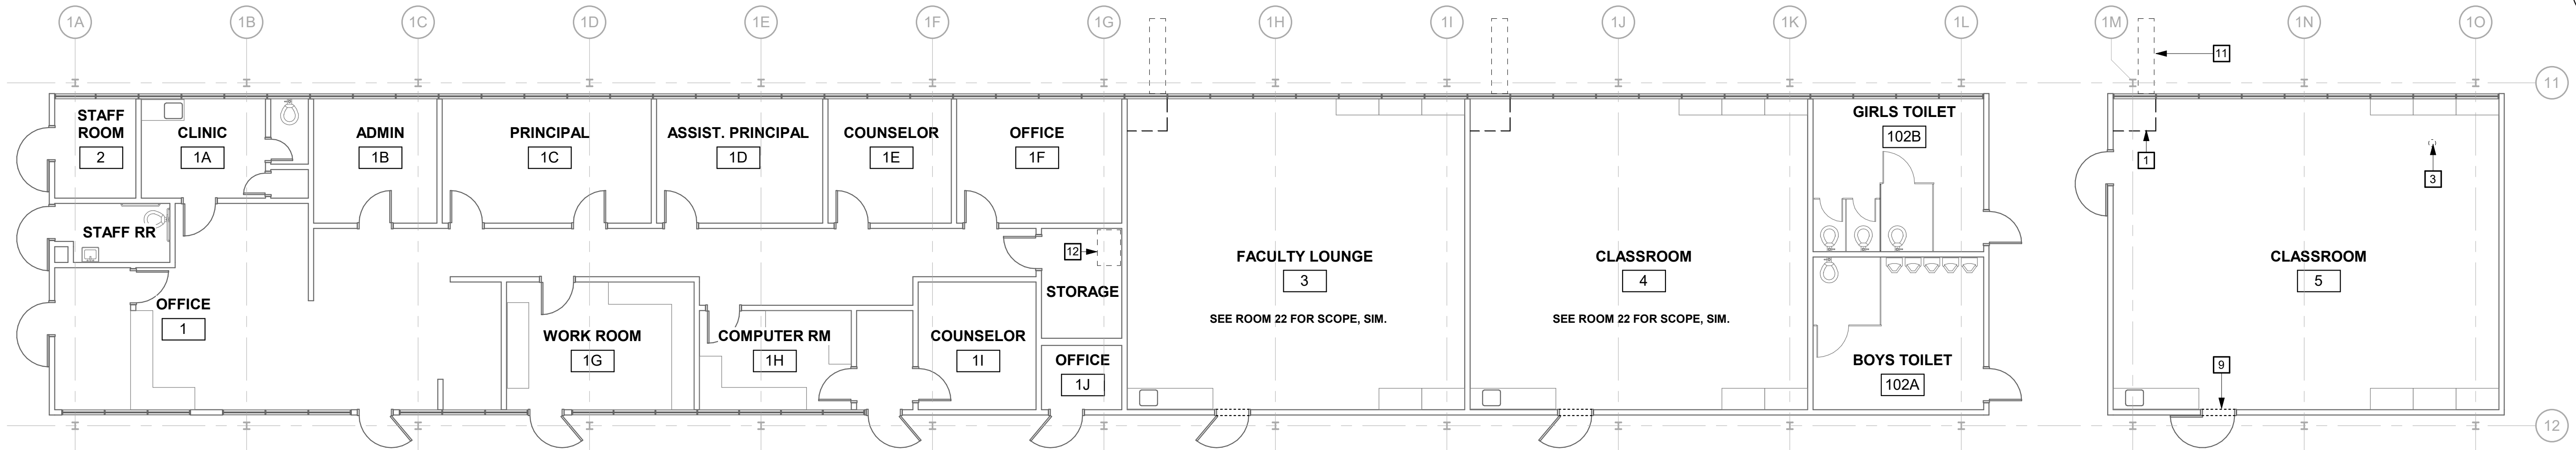 1A 1B 1C 1D 1E 1F 1G 1H 1I 1J 1K 1L 1M 1N 1O
11
11
STAFF
ROOM
2
CLINIC
1A
ADMIN
1B
PRINCIPAL
1C
ASSIST. PRINCIPAL
1D
COUNSELOR
1E
OFFICE
1F
GIRLS TOILET
102B
1
3
STAFF RR
12
STORAGE
FACULTY LOUNGE
3
SEE ROOM 22 FOR SCOPE, SIM.
CLASSROOM
4
SEE ROOM 22 FOR SCOPE, SIM.
CLASSROOM
5
OFFICE
1
WORK ROOM
1G
COMPUTER RM
1H
COUNSELOR
1I
OFFICE
1J
BOYS TOILET
102A
9
12